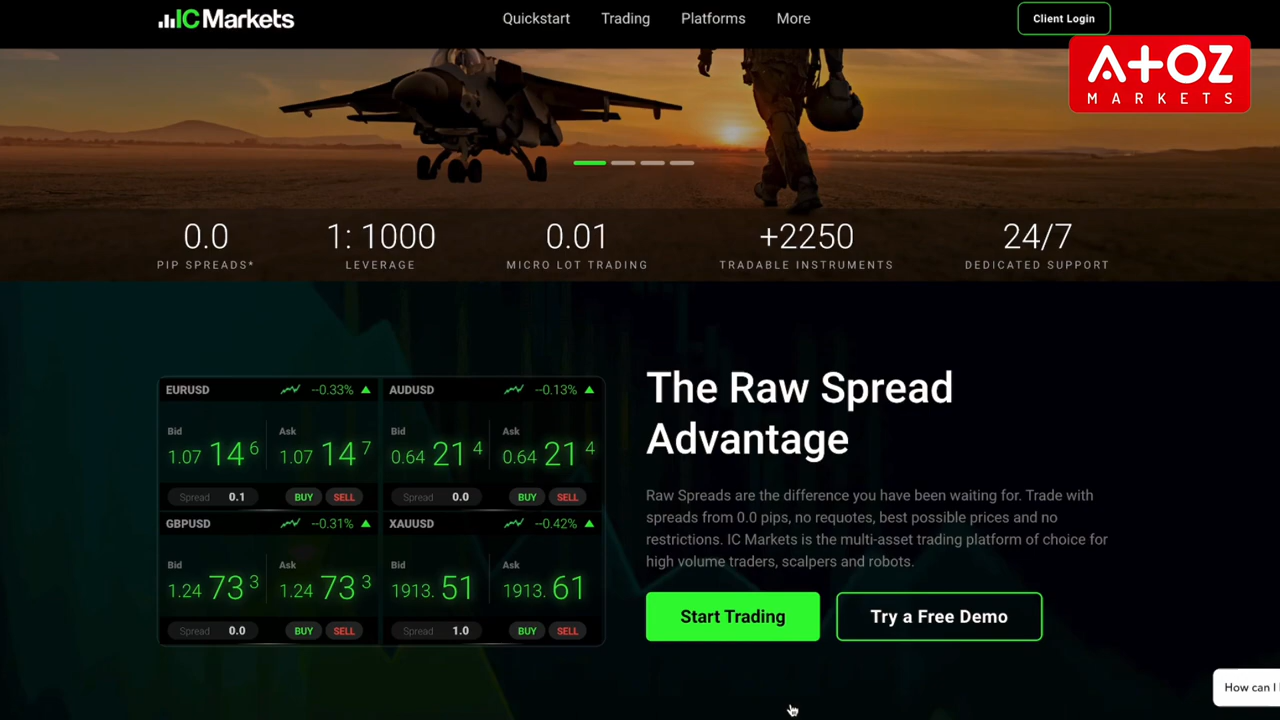 IC Markets
Quickstart Trading Platforms More
Client Login
A+OZ
MARKETS
0.0 1: 1000 0.01 +2250 24/7
PIP SPREADS* LEVERAGE MICRO LOT TRADING TRADABLE INSTRUMENTS DEDICATED SUPPORT
EURUSD --0.33% AUDUSD --0.13%
Bid Ask Bid Ask
1.07 14 6 1.07 14 7 0.64 21 4 0.64 21 4
Spread 0.1 BUY SELL Spread 0.0 BUY SELL
GBPUSD --0.31% XAUUSD --0.42%
Bid Ask Bid Ask
1.24 73 3 1.24 73 3 1913. 51 1913. 61
Spread 0.0 BUY SELL Spread 1.0 BUY SELL
The Raw Spread
Advantage
Raw Spreads are the difference you have been waiting for. Trade with
spreads from 0.0 pips, no requotes, best possible prices and no
restrictions. IC Markets is the multi-asset trading platform of choice for
high volume traders, scalpers and robots.
Start Trading Try a Free Demo
How can I